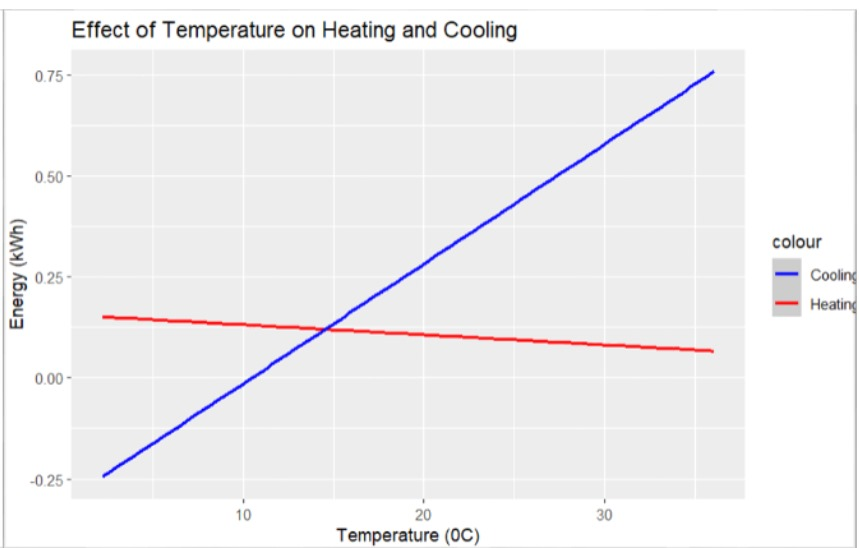 Effect of Temperature on Heating and Cooling
0.75
0.50
0.25
0.00
-0.25
Energy (kWh)
10 20 30
Temperature (0C)
colour
Cooling
Heating